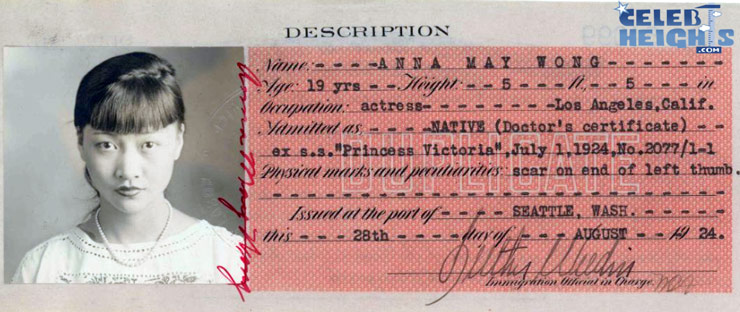 CELEB HEIGHTS .COM
DESCRIPTION
Name:----ANNA MAY WONG-------
Age: 19 yrs---Height:--5---ft.,--5---in
Occupation: actress---------Los Angeles,Calif.
Admitted as----NATIVE (Doctor's certificate)--
ex s.s."Princess Victoria",July 1,1924,No.2077/1-1
Physical marks and peculiarities: scar on end of left thumb.
DUPLICATE
Issued at the port of-----SEATTLE, WASH.-----
this---28th-----day of---AUGUST--1924.
Immigration Official in Charge.
Anna May Wong